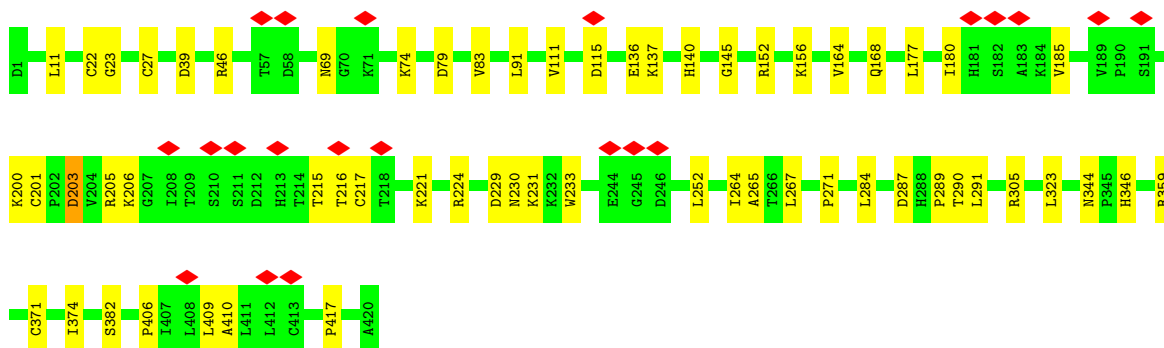 D1 L11 C22 G23 C27 D39 R46 T57 D58 N69 G70 K71 K74 D79 V83 L91 V111 D115 E136 K137 H140 G145 R152 K156 V164 Q168 L177 I180 H181 S182 A183 K184 V185 V189 P190 S191
K200 C201 P202 D203 V204 R205 K206 G207 I208 T209 S210 S211 D212 H213 T214 T215 T216 C217 T218 K221 R224 D229 N230 K231 K232 W233 E244 G245 D246 L252 I264 A265 T266 L267 P271 L284 D287 H288 P289 T290 L291 R305 L323 N344 P345 H346 R359
C371 I374 S382 P406 I407 L408 L409 A410 L411 L412 C413 P417 A420